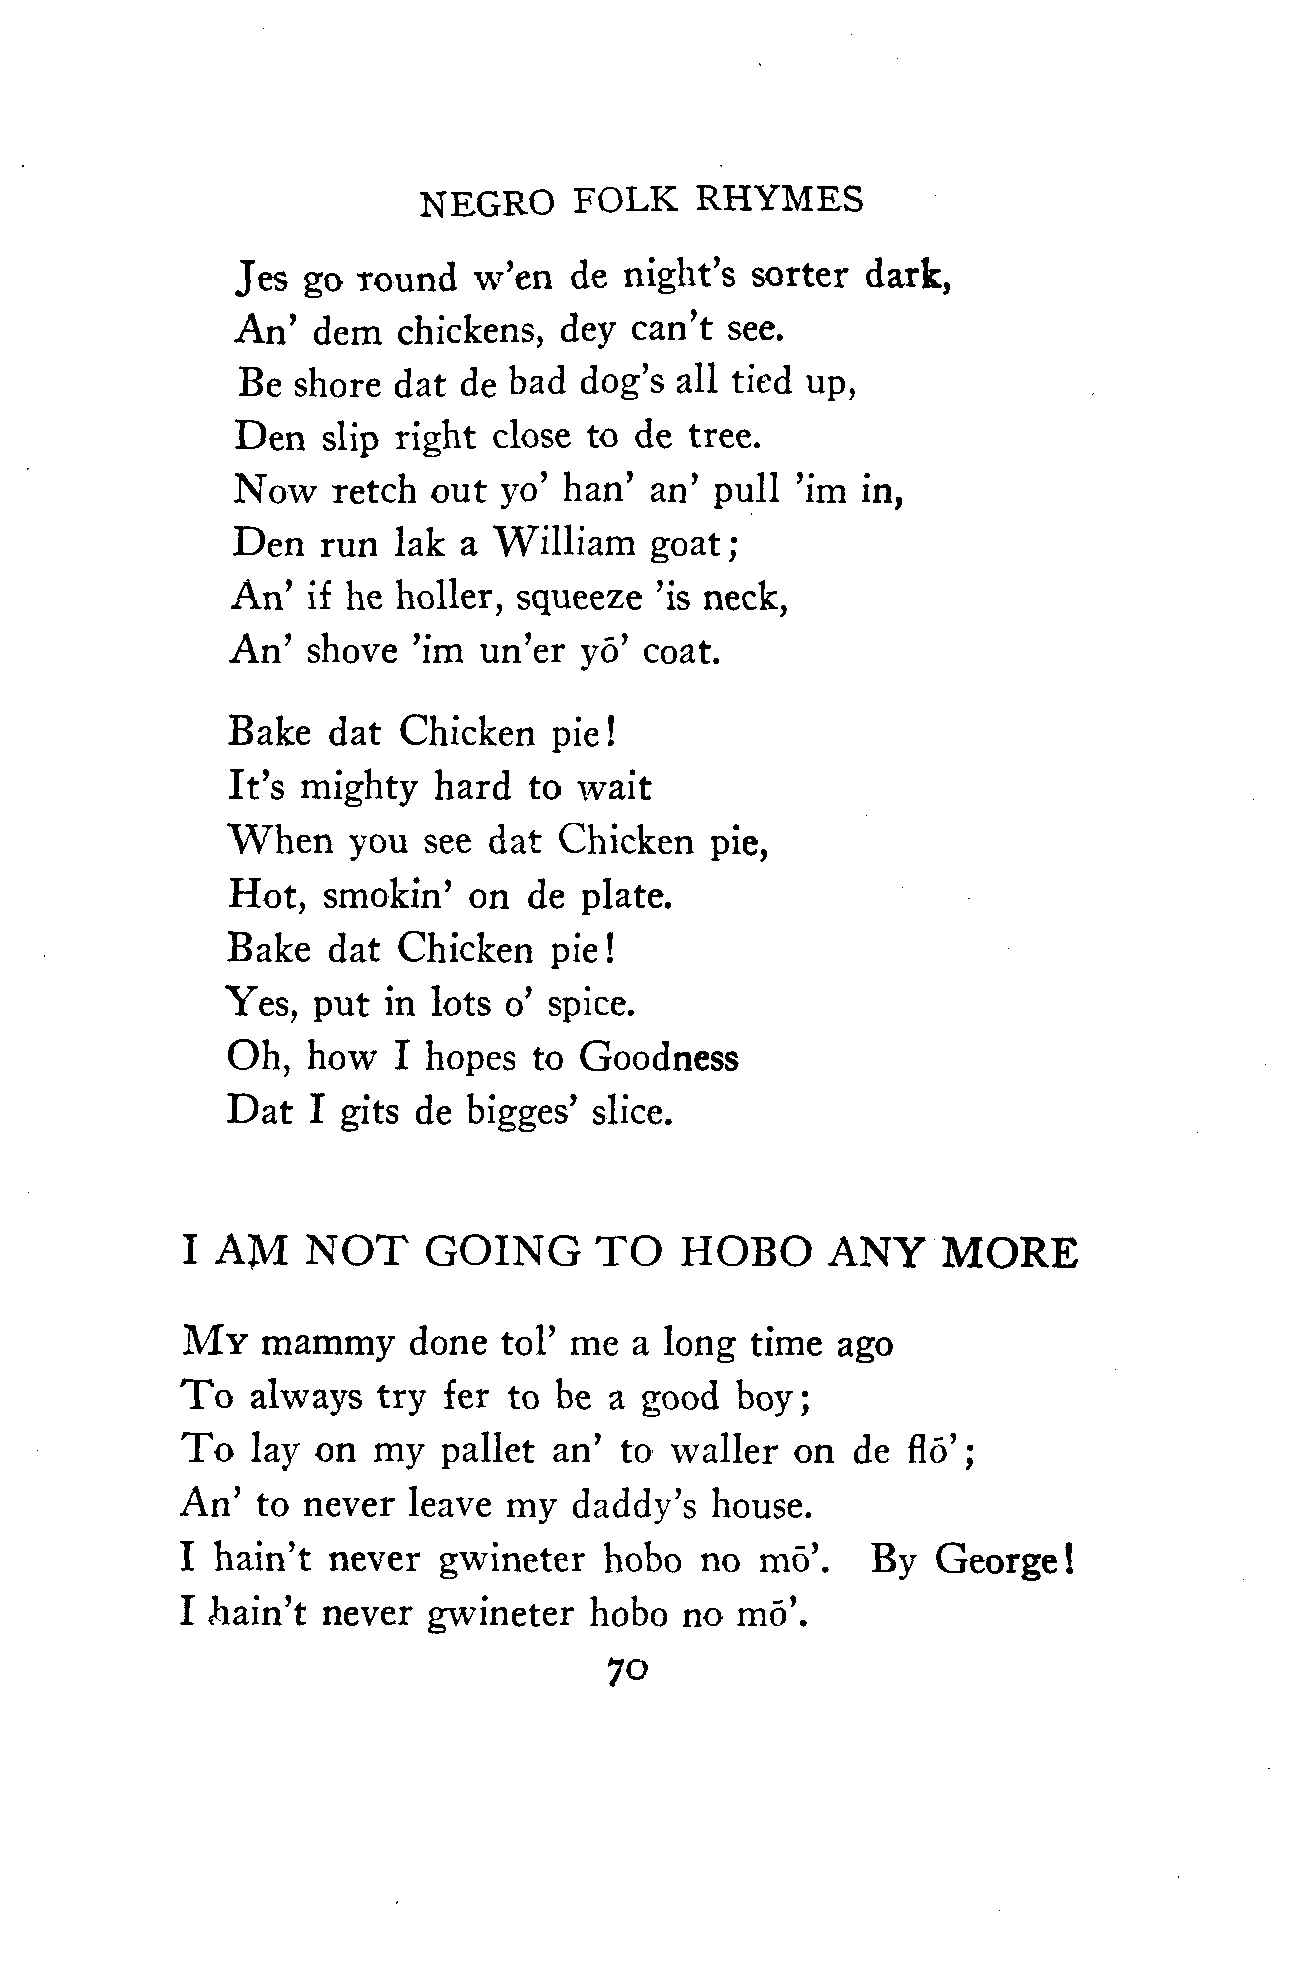 NEGRO FOLK RHYMES
Jes go round w'en de night's sorter dark,
An' dem chickens, dey can't see.
Be shore dat de bad dog's all tied up,
Den slip right close to de tree.
Now retch out yo' han' an' pull 'im in,
Den run lak a William goat;
An' if he holler, squeeze 'is neck,
An' shove 'im un'er yō' coat.
Bake dat Chicken pie!
It's mighty hard to wait
When you see dat Chicken pie,
Hot, smokin' on de plate.
Bake dat Chicken pie!
Yes, put in lots o' spice.
Oh, how I hopes to Goodness
Dat I gits de bigges' slice.
I AM NOT GOING TO HOBO ANY MORE
MY mammy done tol' me a long time ago
To always try fer to be a good boy;
To lay on my pallet an' to waller on de flō';
An' to never leave my daddy's house.
I hain't never gwineter hobo no mō'. By George!
I hain't never gwineter hobo no mō'.
70